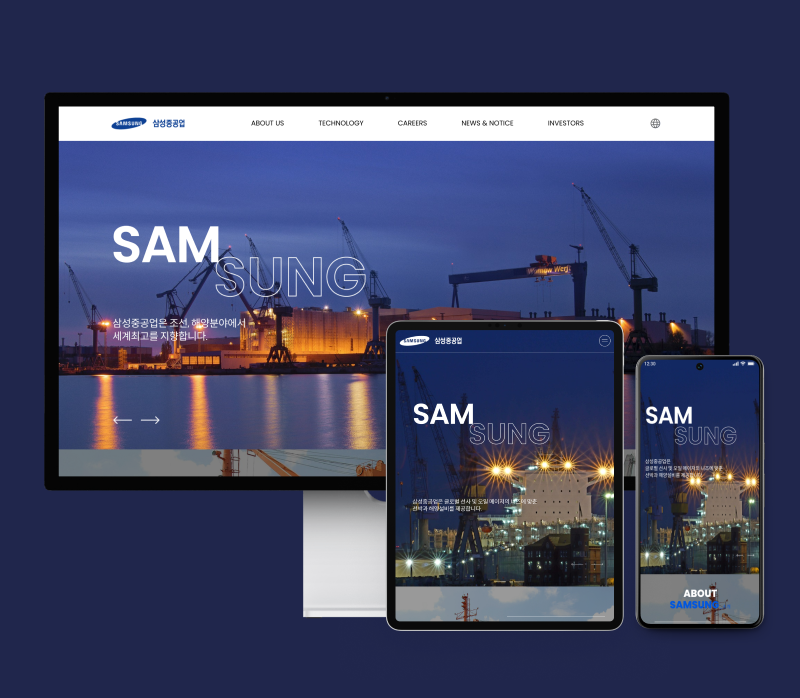 SAMSUNG 삼성중공업
ABOUT US TECHNOLOGY CAREERS NEWS & NOTICE INVESTORS
SAM
SUNG
삼성중공업은 조선, 해양분야에서
세계최고를 지향합니다.
SAMSUNG 삼성중공업
SAM
SUNG
삼성중공업은 글로벌 선사 및 오일 메이저의 니즈에 맞춘
선박과 해양설비를 제공합니다.
12:30
SAM
SUNG
삼성중공업은
글로벌 선사 및 오일 메이저의 니즈에 맞춘
선박과 해양설비를 제공합니다.
ABOUT
SAMSUNG